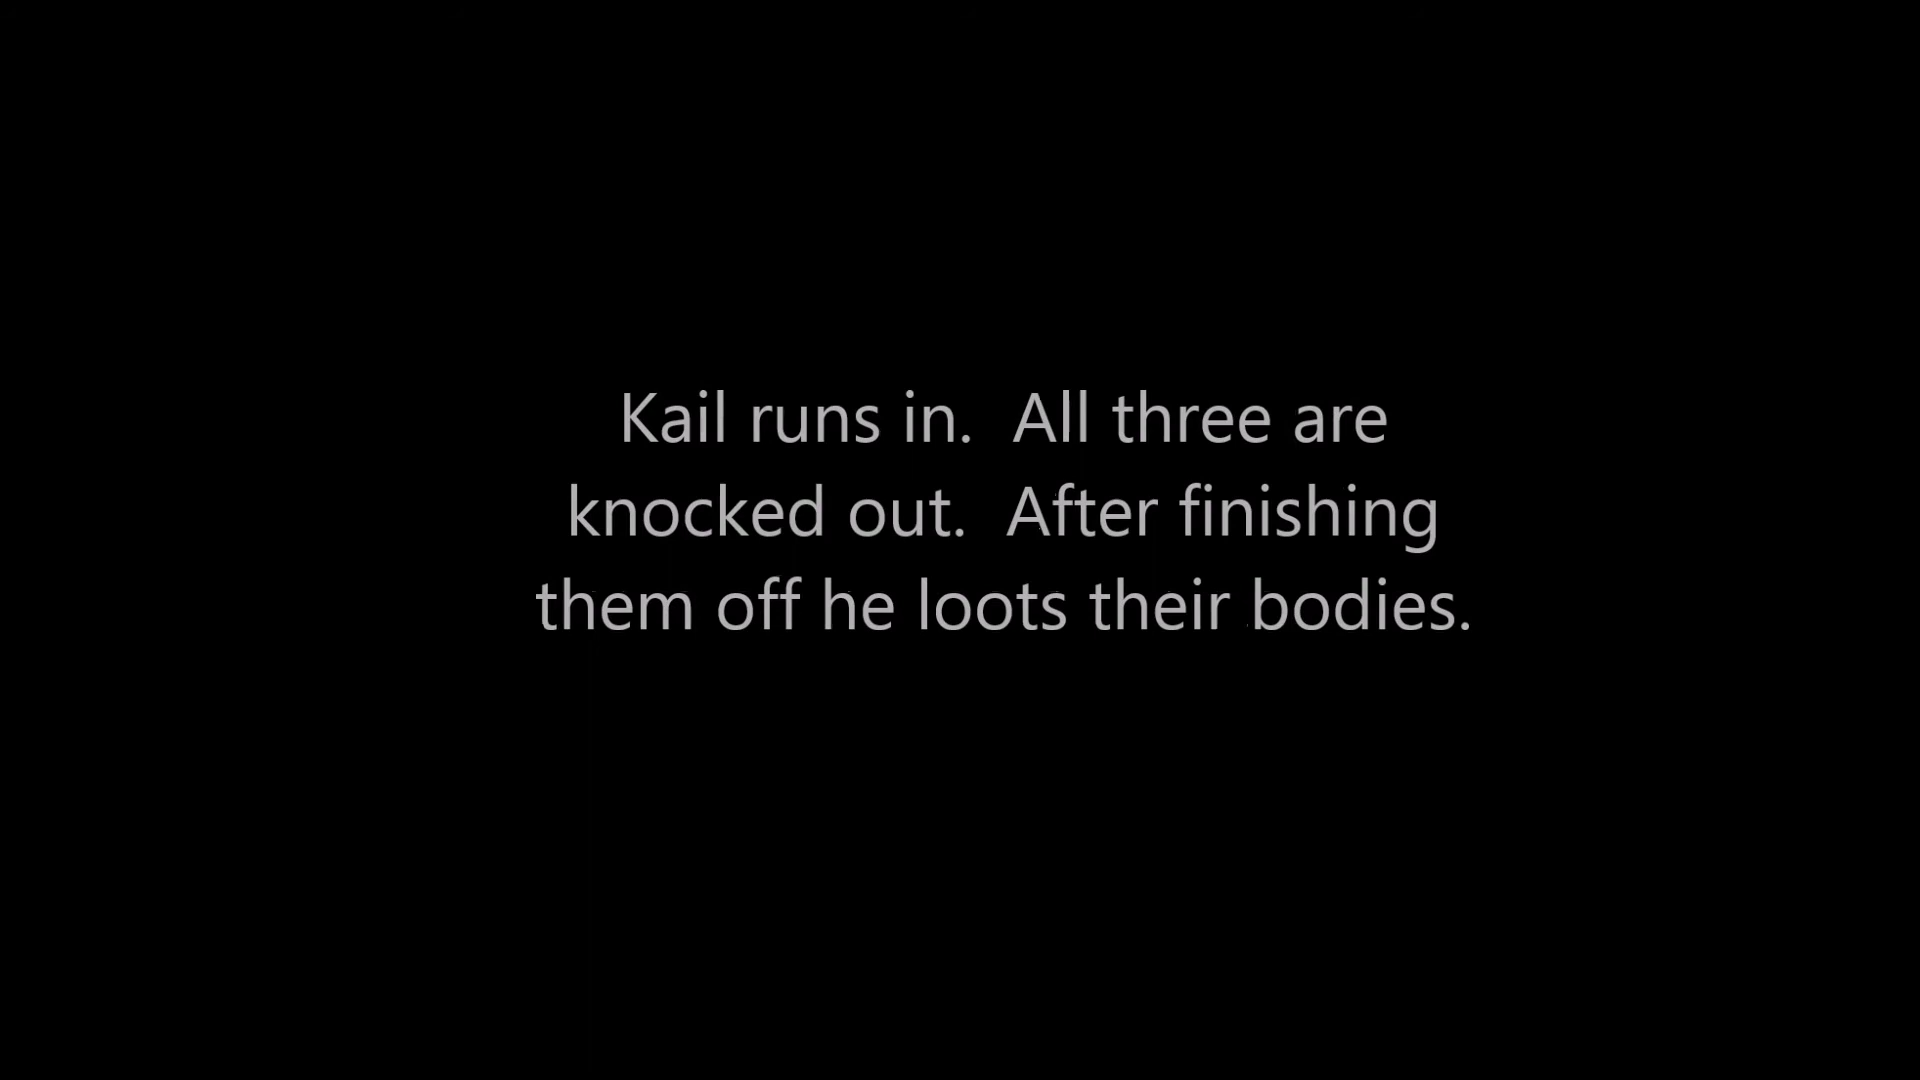 Kail runs in.  All three are
knocked out.  After finishing
them off he loots their bodies.